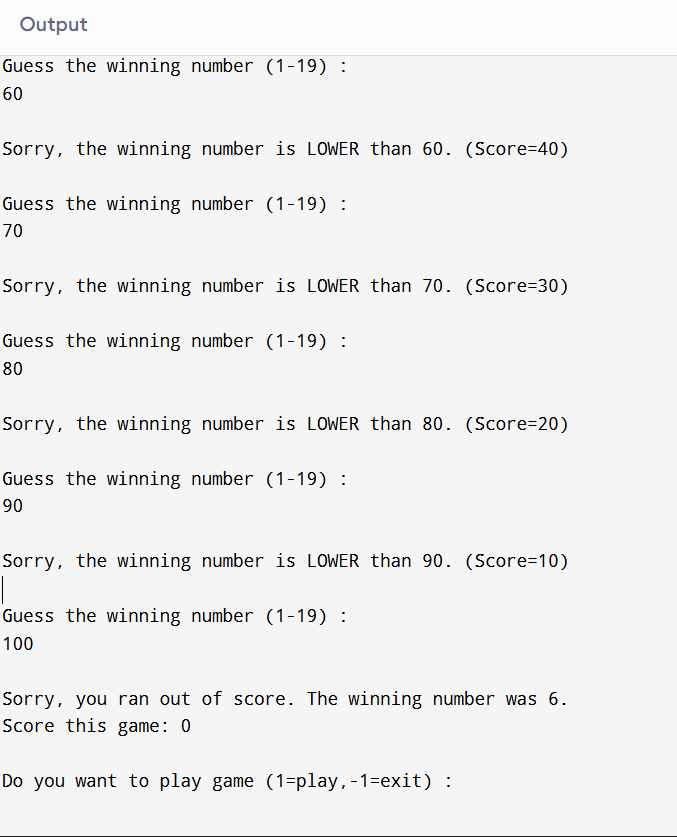 Output
Guess the winning number (1-19) :
60
Sorry, the winning number is LOWER than 60. (Score=40)
Guess the winning number (1-19) :
70
Sorry, the winning number is LOWER than 70. (Score=30)
Guess the winning number (1-19) :
80
Sorry, the winning number is LOWER than 80. (Score=20)
Guess the winning number (1-19) :
90
Sorry, the winning number is LOWER than 90. (Score=10)
Guess the winning number (1-19) :
100
Sorry, you ran out of score. The winning number was 6.
Score this game: 0
Do you want to play game (1=play,-1=exit) :